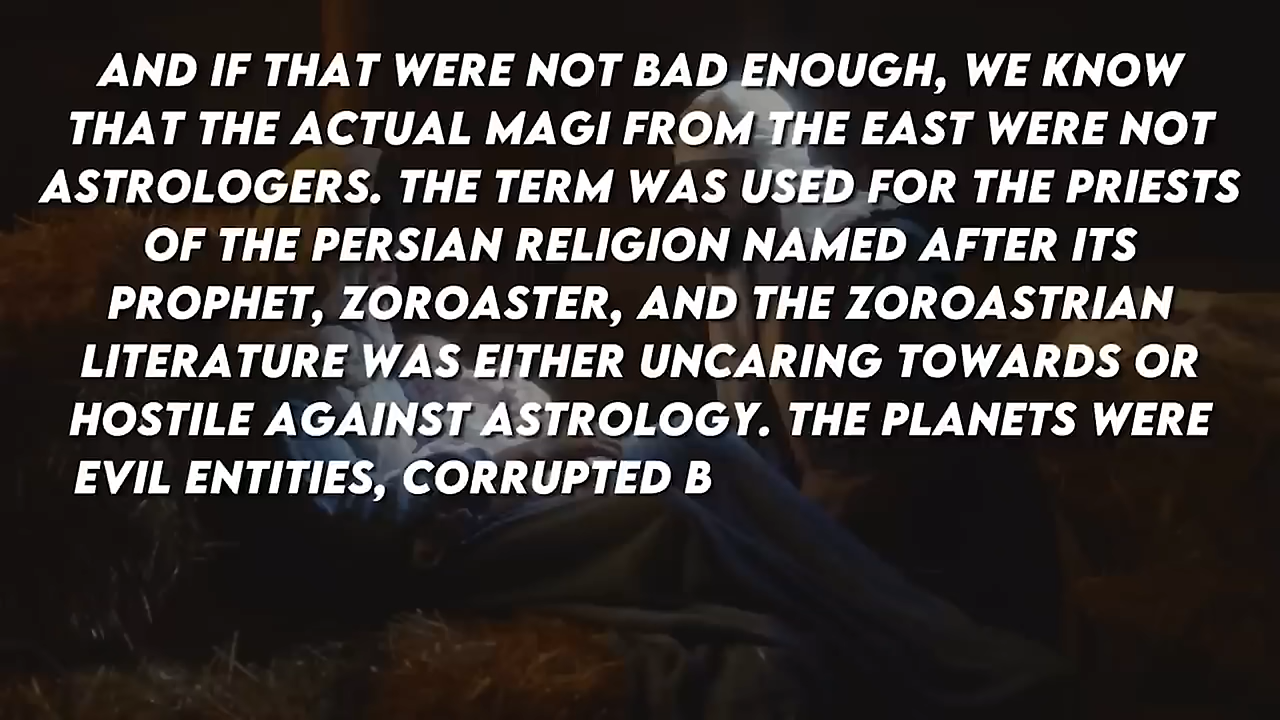 AND IF THAT WERE NOT BAD ENOUGH, WE KNOW
THAT THE ACTUAL MAGI FROM THE EAST WERE NOT
ASTROLOGERS. THE TERM WAS USED FOR THE PRIESTS
OF THE PERSIAN RELIGION NAMED AFTER ITS
PROPHET, ZOROASTER, AND THE ZOROASTRIAN
LITERATURE WAS EITHER UNCARING TOWARDS OR
HOSTILE AGAINST ASTROLOGY. THE PLANETS WERE
EVIL ENTITIES, CORRUPTED B